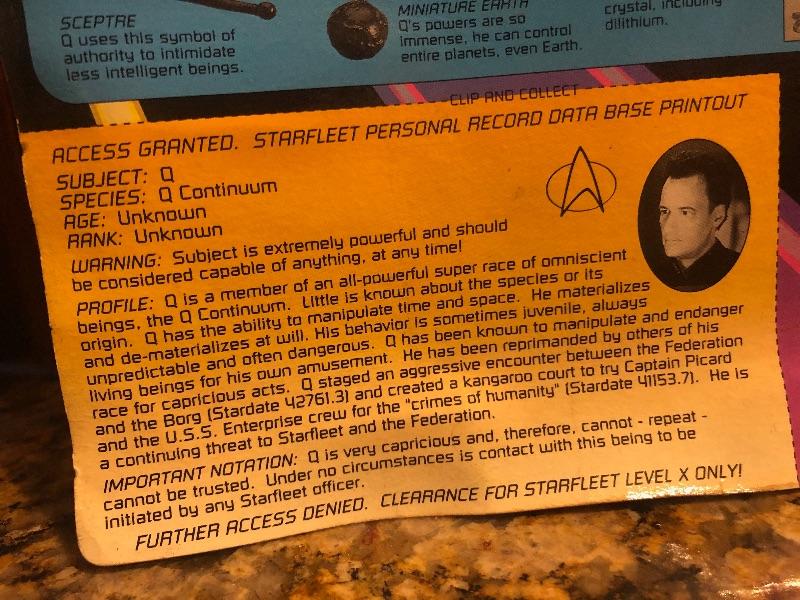 SCEPTRE
Q uses this symbol of
authority to intimidate
less intelligent beings.
MINIATURE EARTH
Q's powers are so
immense, he can control
entire planets, even Earth.
crystal, including
dilithium.
CLIP AND COLLECT
ACCESS GRANTED. STARFLEET PERSONAL RECORD DATA BASE PRINTOUT
SUBJECT: Q
SPECIES: Q Continuum
AGE: Unknown
RANK: Unknown
WARNING: Subject is extremely powerful and should
be considered capable of anything, at any time!
PROFILE: Q is a member of an all-powerful super race of omniscient
beings, the Q Continuum. Little is known about the species or its
origin. Q has the ability to manipulate time and space. He materializes
and de-materializes at will. His behavior is sometimes juvenile, always
unpredictable and often dangerous. Q has been known to manipulate and endanger
living beings for his own amusement. He has been reprimanded by others of his
race for capricious acts. Q staged an aggressive encounter between the Federation
and the Borg (Stardate 42761.3) and created a kangaroo court to try Captain Picard
and the U.S.S. Enterprise crew for the "crimes of humanity" (Stardate 41153.7). He is
a continuing threat to Starfleet and the Federation.
IMPORTANT NOTATION: Q is very capricious and, therefore, cannot - repeat -
cannot be trusted. Under no circumstances is contact with this being to be
initiated by any Starfleet officer.
FURTHER ACCESS DENIED. CLEARANCE FOR STARFLEET LEVEL X ONLY!